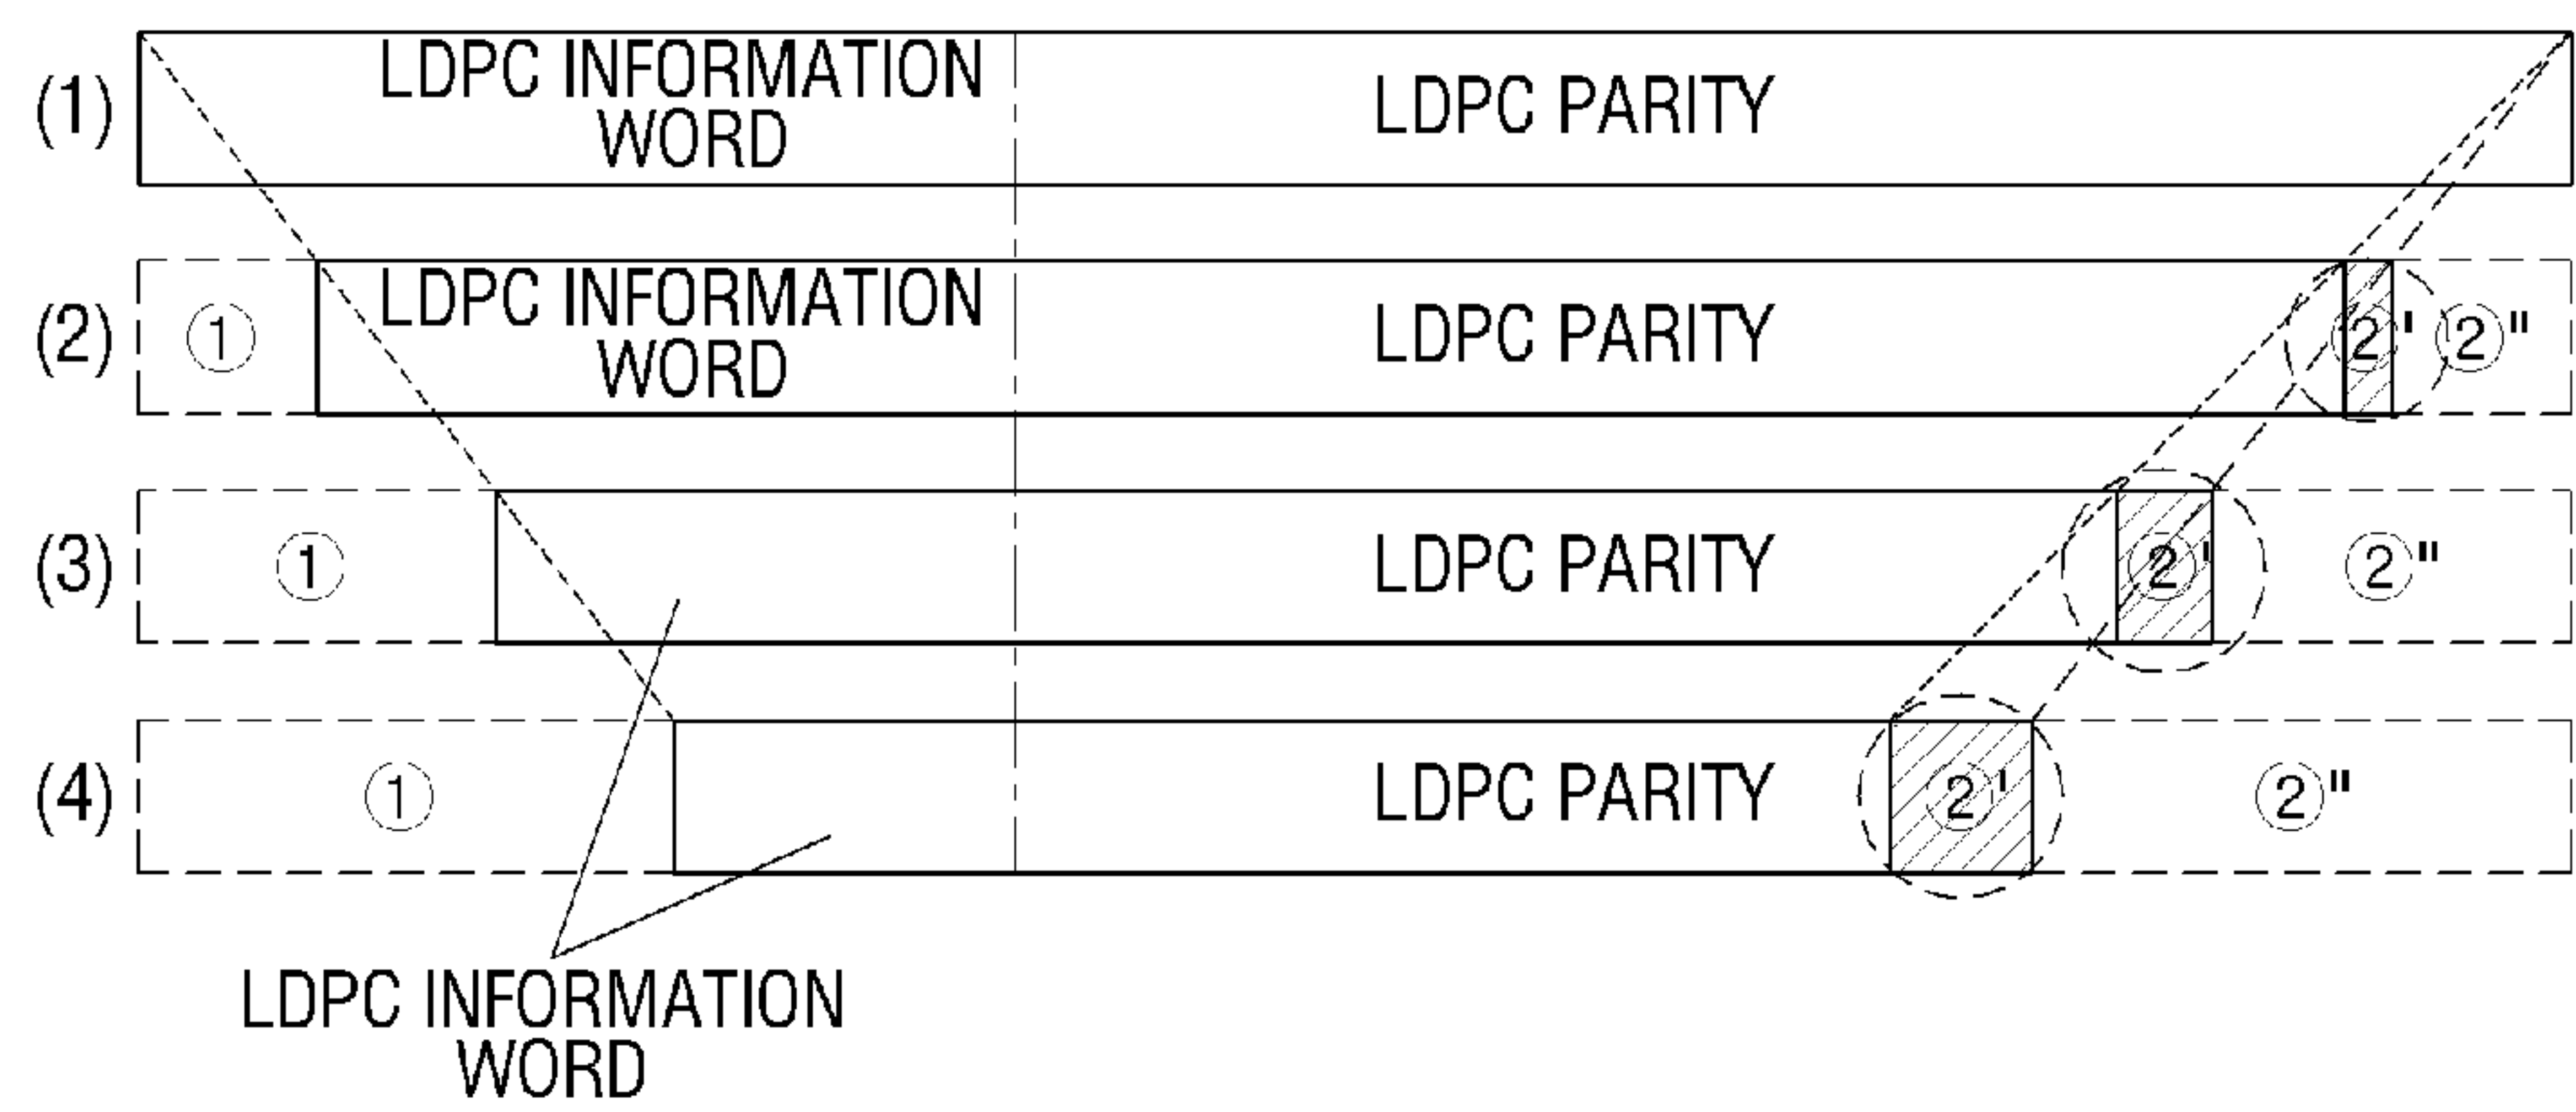 (1) LDPC INFORMATION
WORD LDPC PARITY
(2) ① LDPC INFORMATION
WORD LDPC PARITY ②' ②"
(3) ① LDPC PARITY ②' ②"
(4) ① LDPC PARITY ②' ②"
LDPC INFORMATION
WORD